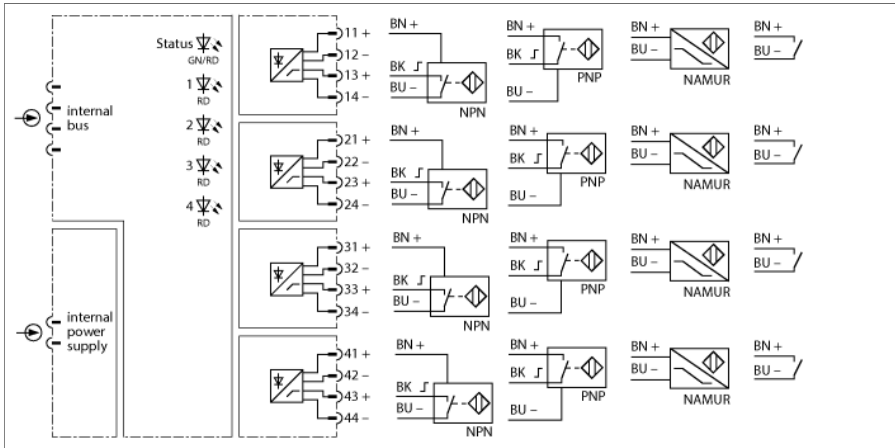 Status
GN/RD
1
RD
2
RD
3
RD
4
RD
internal
bus
internal
power
supply
11 +
12 –
13 +
14 –
BN +
BK
BU –
NPN
BN +
BK
BU –
PNP
BN +
BU –
NAMUR
BN +
BU –
21 +
22 –
23 +
24 –
BN +
BK
BU –
NPN
BN +
BK
BU –
PNP
BN +
BU –
NAMUR
BN +
BU –
31 +
32 –
33 +
34 –
BN +
BK
BU –
NPN
BN +
BK
BU –
PNP
BN +
BU –
NAMUR
BN +
BU –
41 +
42 –
43 +
44 –
BN +
BK
BU –
NPN
BN +
BK
BU –
PNP
BN +
BU –
NAMUR
BN +
BU –